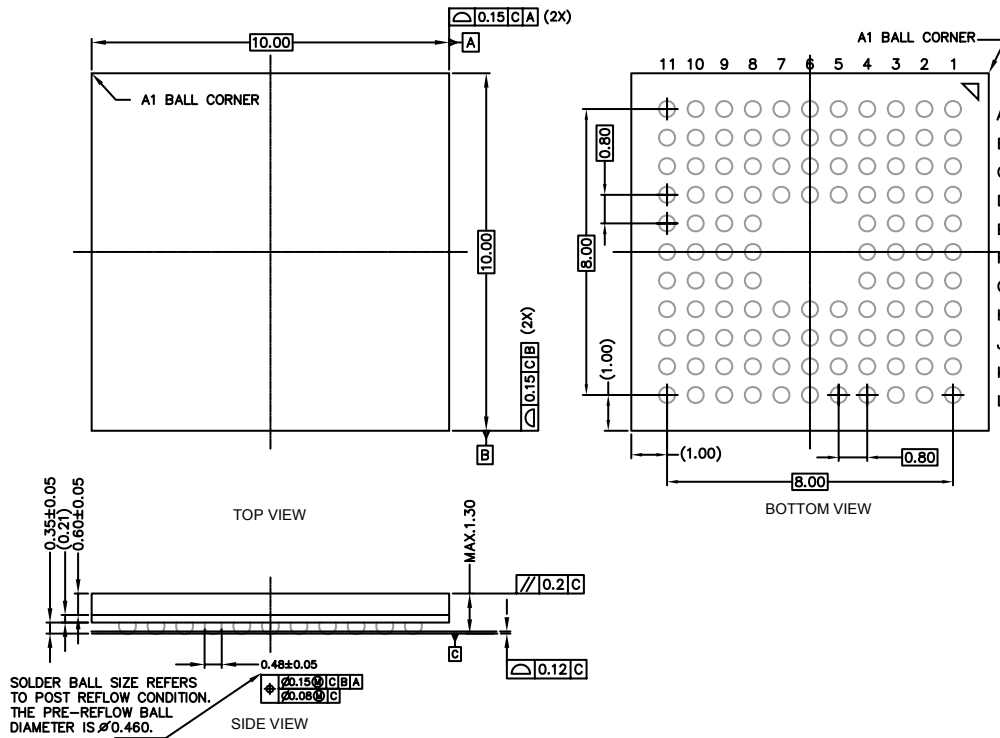 ⌓ 0.15 C A (2X)
10.00
A
A1 BALL CORNER
10.00
⌓ 0.15 C B (2X)
B
TOP VIEW
A1 BALL CORNER
11 10 9 8 7 6 5 4 3 2 1
0.80
8.00
(1.00)
(1.00)
0.80
8.00
BOTTOM VIEW
0.35±0.05
(0.21)
0.60±0.05
MAX.1.30
// 0.2 C
C
⌓ 0.12 C
0.48±0.05
⌖ Ø0.15Ⓜ C B A
Ø0.08Ⓜ C
SOLDER BALL SIZE REFERS
TO POST REFLOW CONDITION.
THE PRE-REFLOW BALL
DIAMETER IS Ø0.460.
SIDE VIEW